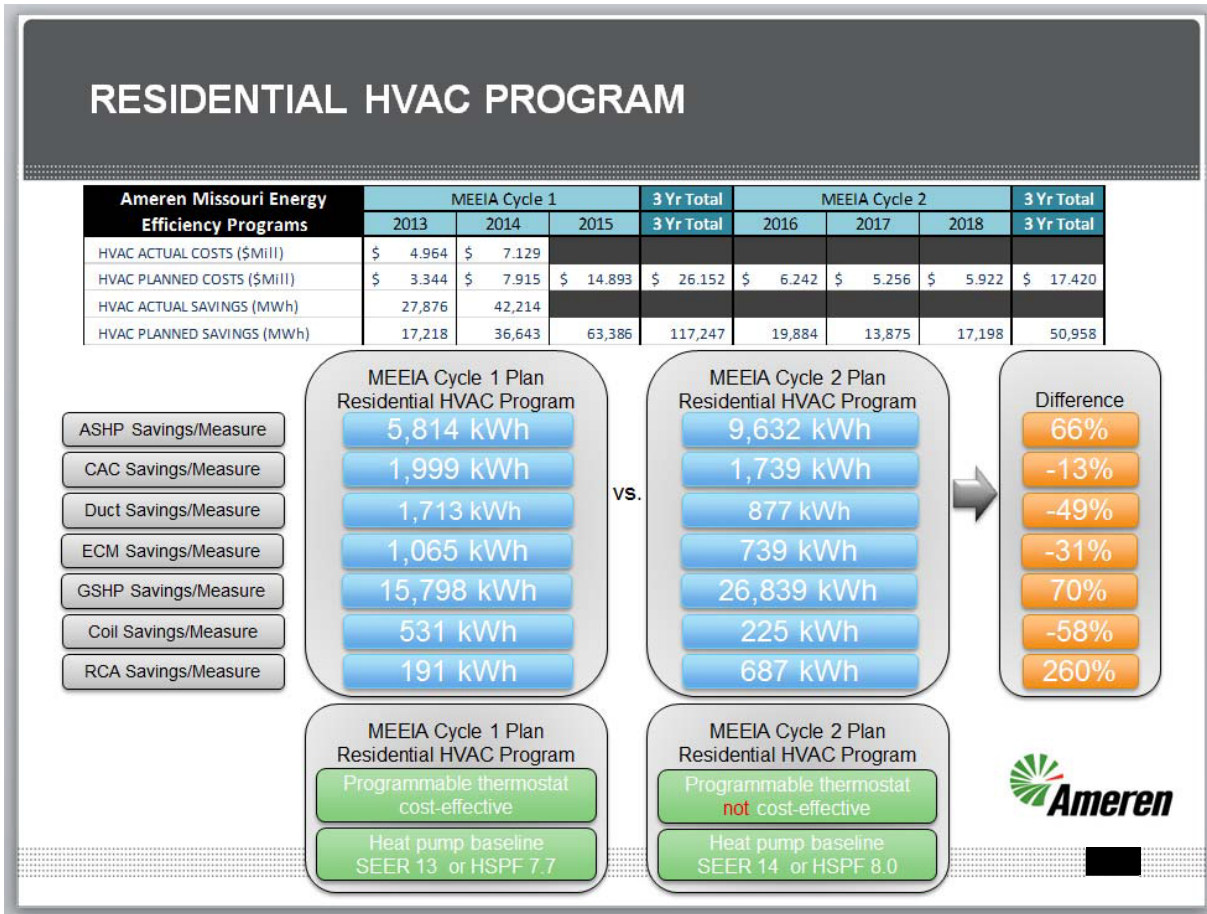 RESIDENTIAL HVAC PROGRAM
Ameren Missouri Energy Efficiency Programs MEEIA Cycle 1 3 Yr Total MEEIA Cycle 2 3 Yr Total
2013 2014 2015 3 Yr Total 2016 2017 2018 3 Yr Total
HVAC ACTUAL COSTS ($Mill) $ 4.964 $ 7.129
HVAC PLANNED COSTS ($Mill) $ 3.344 $ 7.915 $ 14.893 $ 26.152 $ 6.242 $ 5.256 $ 5.922 $ 17.420
HVAC ACTUAL SAVINGS (MWh) 27,876 42,214
HVAC PLANNED SAVINGS (MWh) 17,218 36,643 63,386 117,247 19,884 13,875 17,198 50,958
MEEIA Cycle 1 Plan MEEIA Cycle 2 Plan
Residential HVAC Program Residential HVAC Program Difference
ASHP Savings/Measure 5,814 kWh 9,632 kWh 66%
CAC Savings/Measure 1,999 kWh 1,739 kWh -13%
vs.
Duct Savings/Measure 1,713 kWh 877 kWh -49%
ECM Savings/Measure 1,065 kWh 739 kWh -31%
GSHP Savings/Measure 15,798 kWh 26,839 kWh 70%
Coil Savings/Measure 531 kWh 225 kWh -58%
RCA Savings/Measure 191 kWh 687 kWh 260%
MEEIA Cycle 1 Plan
Residential HVAC Program
Programmable thermostat
cost-effective
Heat pump baseline
SEER 13 or HSPF 7.7
MEEIA Cycle 2 Plan
Residential HVAC Program
Programmable thermostat
not cost-effective
Heat pump baseline
SEER 14 or HSPF 8.0
Ameren